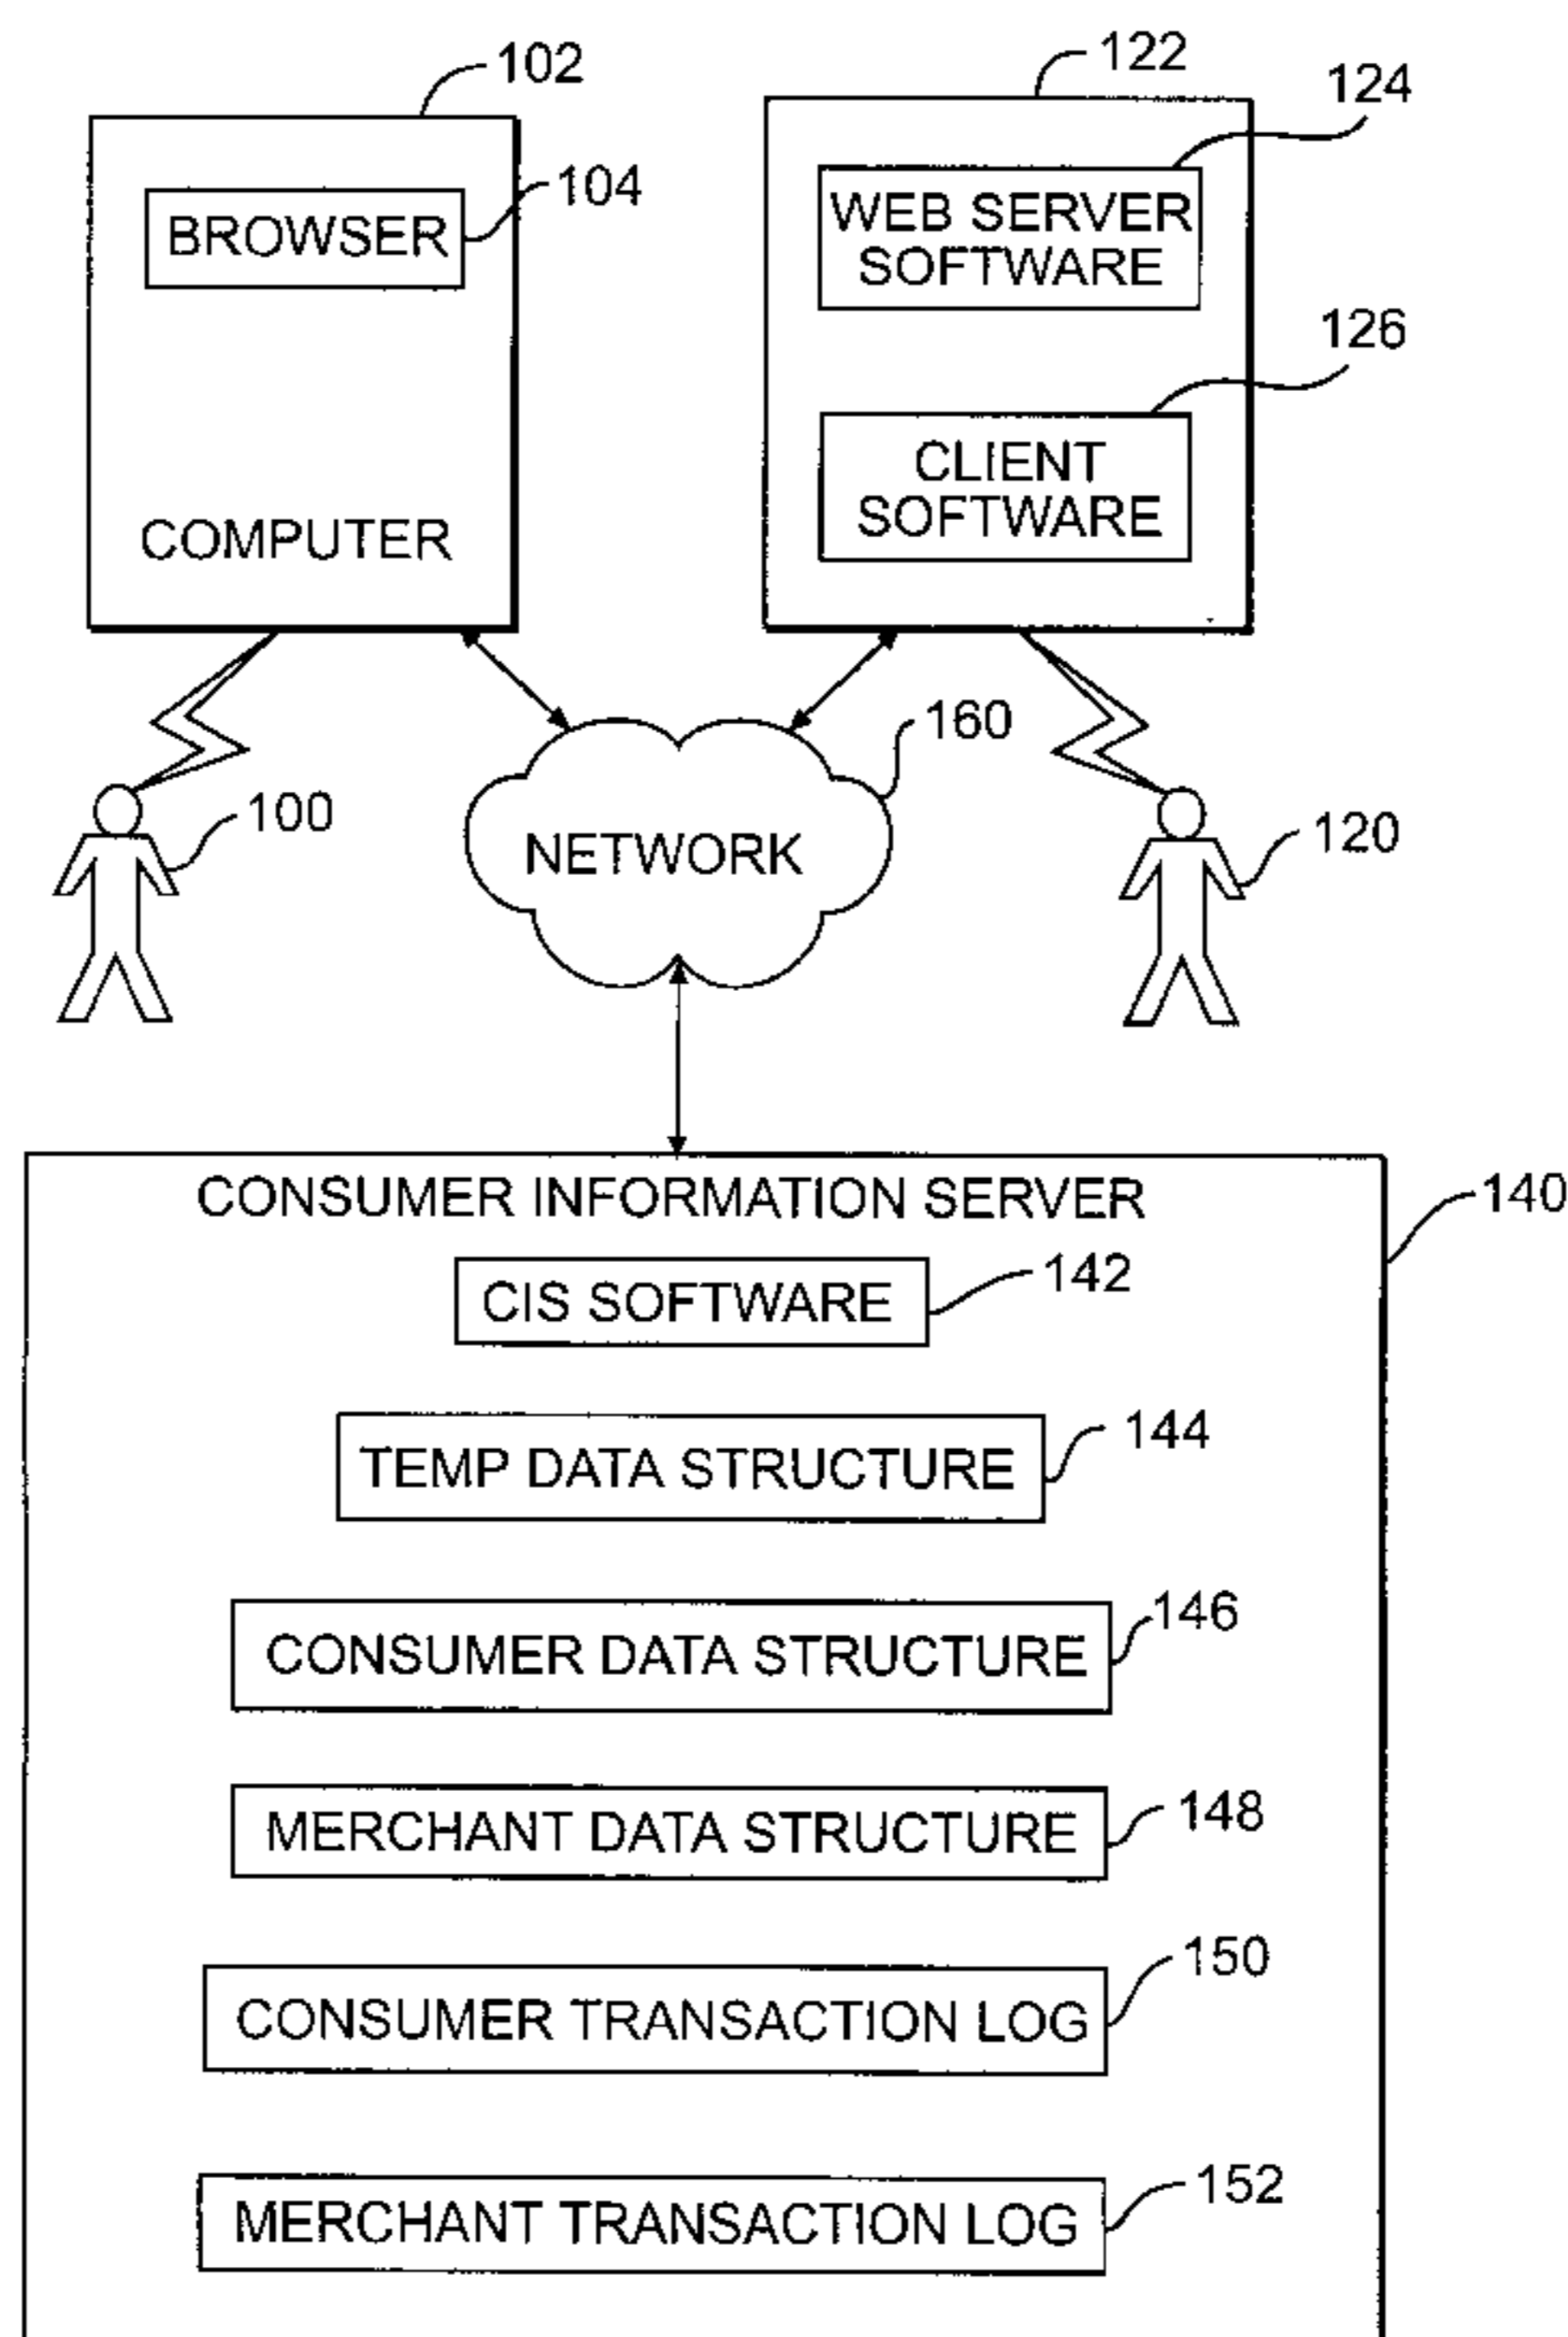 102
122
124
104
BROWSER
WEB SERVER
SOFTWARE
126
CLIENT
SOFTWARE
COMPUTER
160
100
NETWORK
120
CONSUMER INFORMATION SERVER
140
CIS SOFTWARE
142
TEMP DATA STRUCTURE
144
CONSUMER DATA STRUCTURE
146
MERCHANT DATA STRUCTURE
148
CONSUMER TRANSACTION LOG
150
MERCHANT TRANSACTION LOG
152